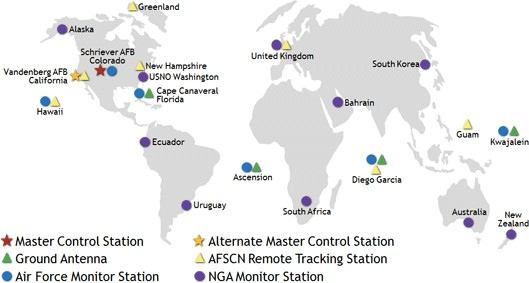 Greenland
Alaska
Schriever AFB
Colorado
Vandenberg AFB
California
New Hampshire
USNO Washington
Cape Canaveral
Florida
Hawaii
United Kingdom
South Korea
Bahrain
Guam
Kwajalein
Ecuador
Ascension
Diego Garcia
Uruguay
South Africa
Australia
New
Zealand
Master Control Station
Alternate Master Control Station
Ground Antenna
AFSCN Remote Tracking Station
Air Force Monitor Station
NGA Monitor Station